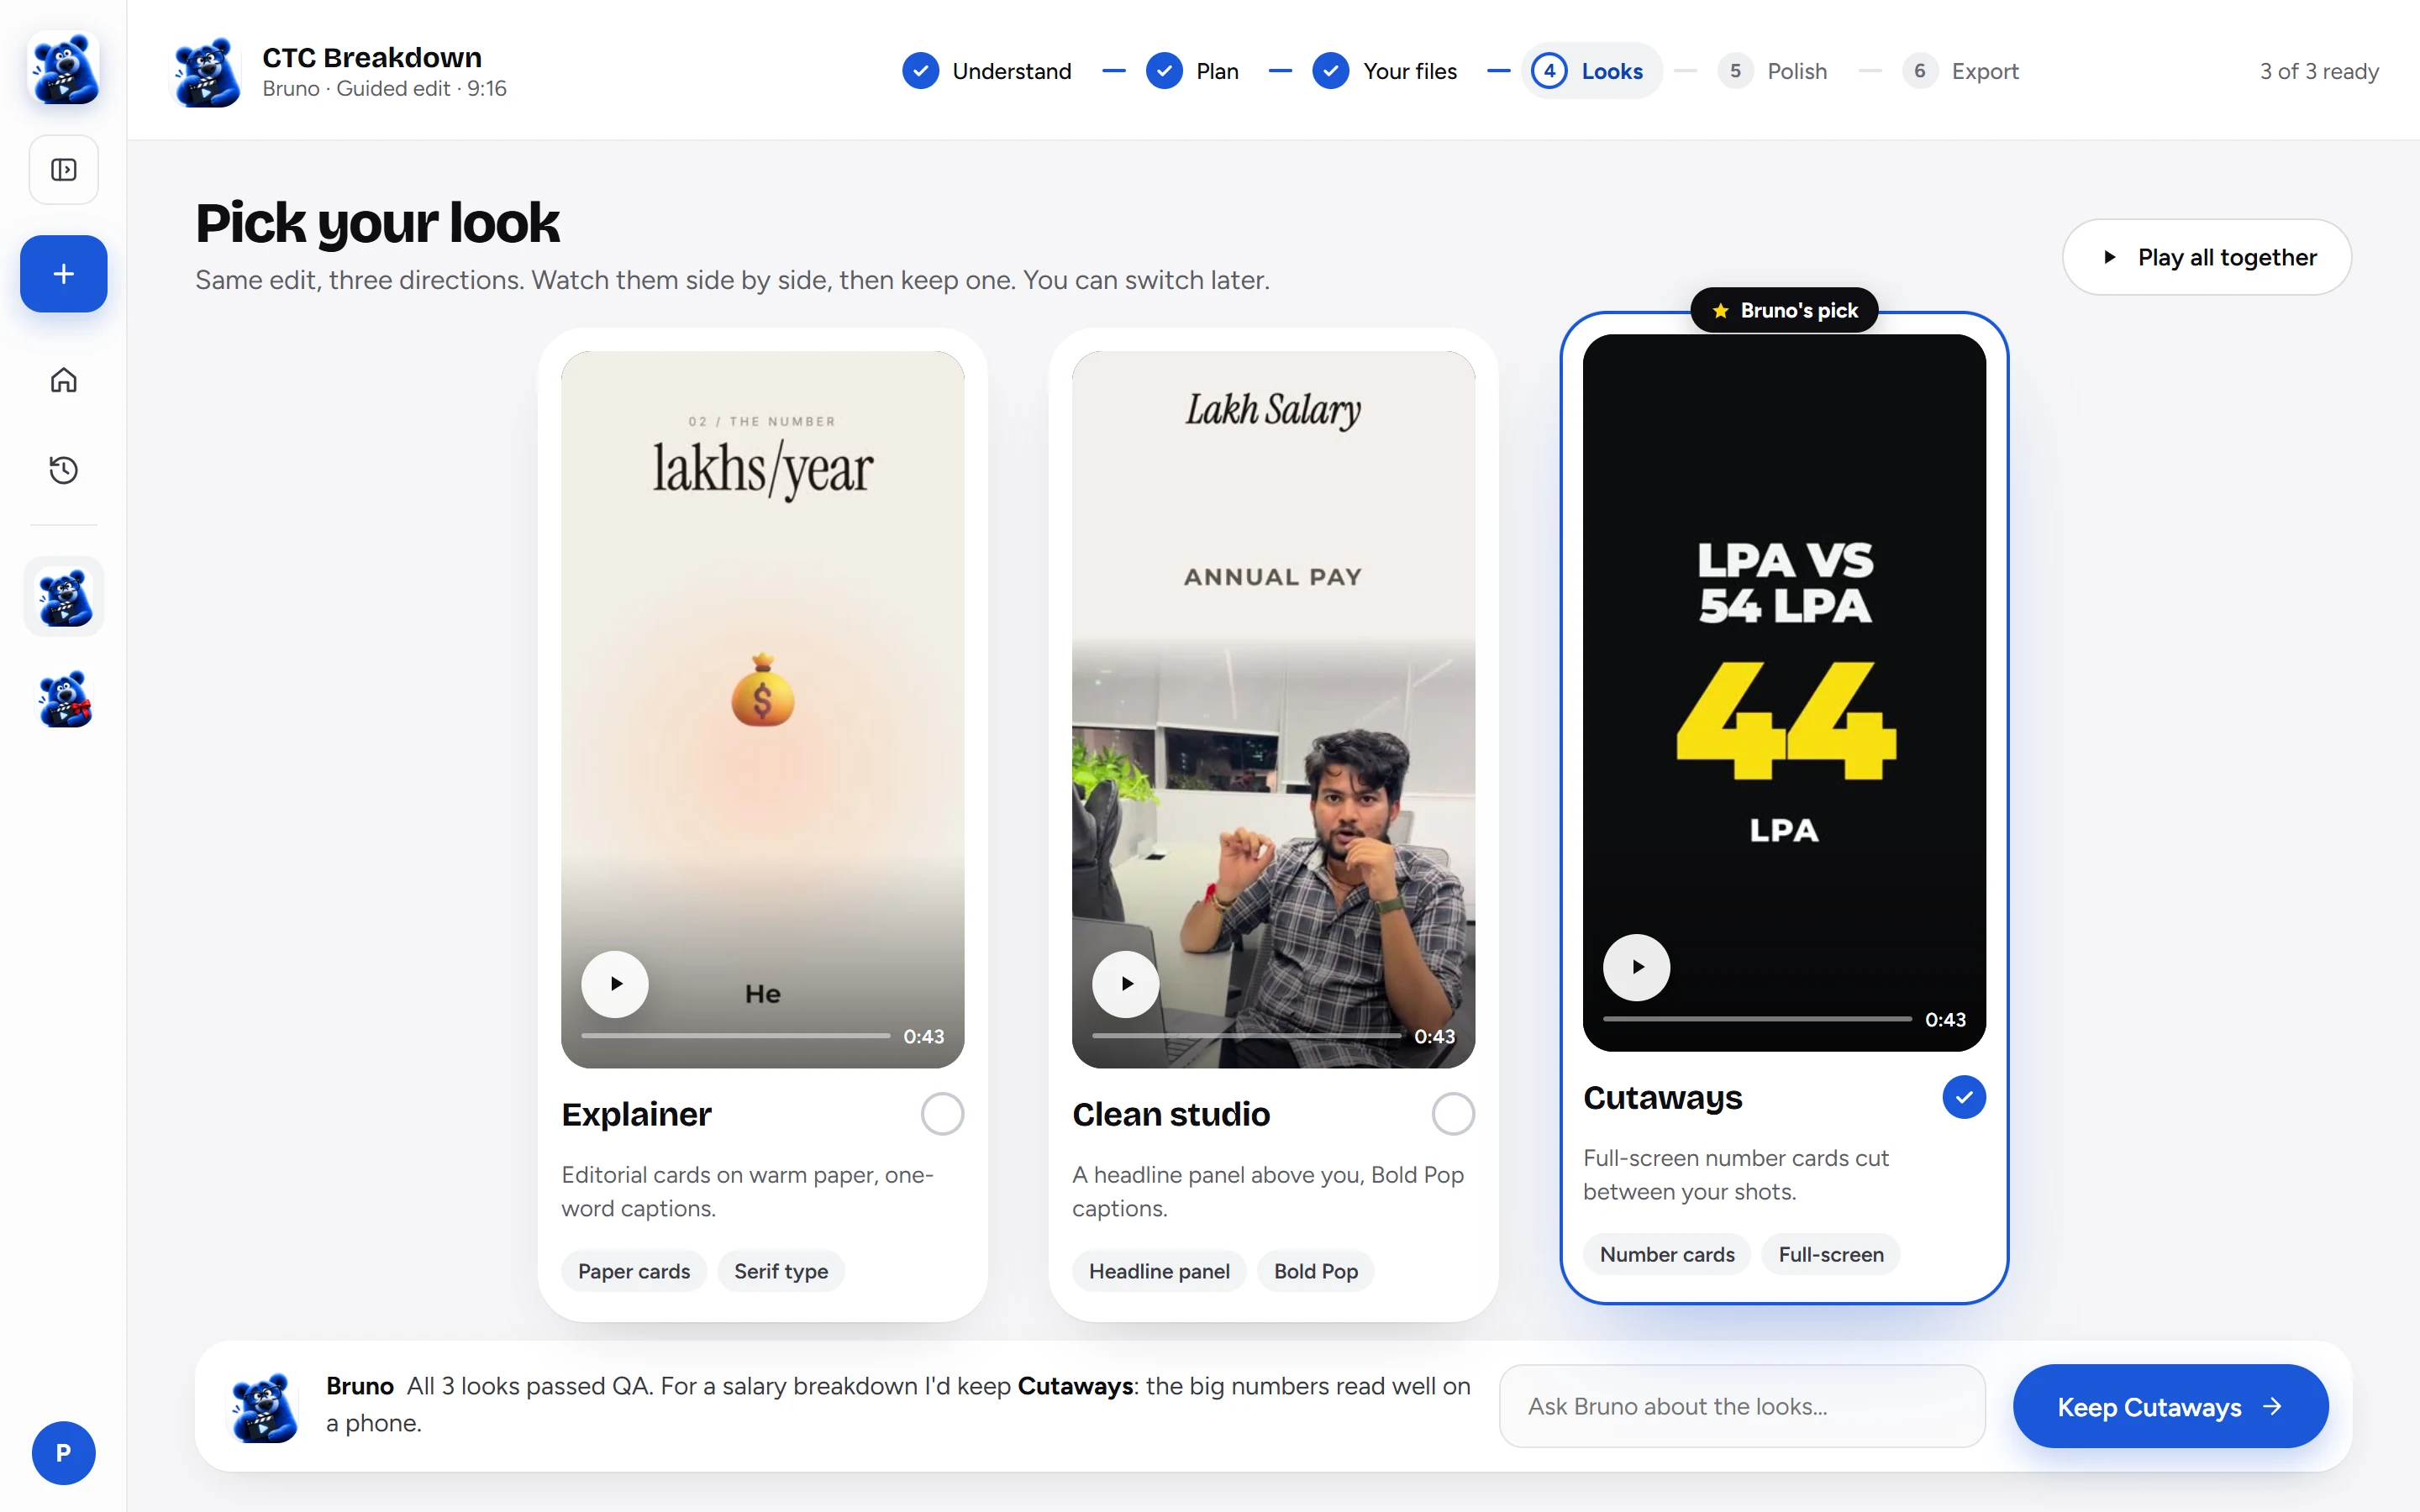 CTC Breakdown
Bruno · Guided edit · 9:16
Understand
Plan
Your files
4 Looks
5 Polish
6 Export
3 of 3 ready
Pick your look
Same edit, three directions. Watch them side by side, then keep one. You can switch later.
Play all together
02 / THE NUMBER
lakhs/year
$
He
0:43
Explainer
Editorial cards on warm paper, one-
word captions.
Paper cards
Serif type
Lakh Salary
ANNUAL PAY
0:43
Clean studio
A headline panel above you, Bold Pop
captions.
Headline panel
Bold Pop
Bruno's pick
LPA VS
54 LPA
44
LPA
0:43
Cutaways
Full-screen number cards cut
between your shots.
Number cards
Full-screen
Bruno All 3 looks passed QA. For a salary breakdown I'd keep Cutaways: the big numbers read well on
a phone.
Ask Bruno about the looks...
Keep Cutaways
P